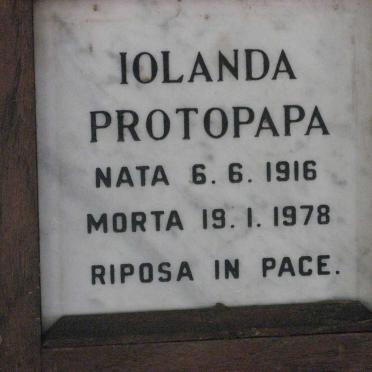 IOLANDA
PROTOPAPA
NATA 6.6.1916
MORTA 19.1.1978
RIPOSA IN PACE.